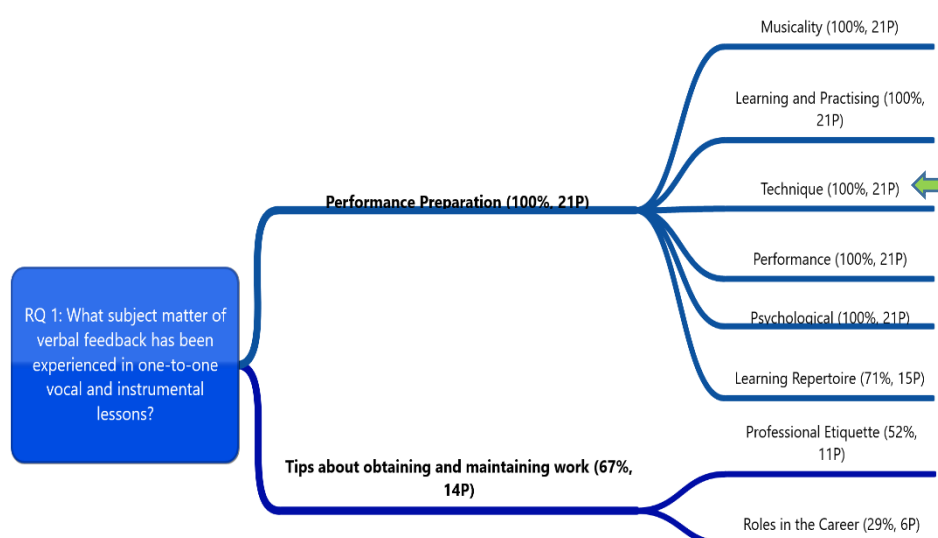 Musicality (100%, 21P)
Learning and Practising (100%,
21P)
Technique (100%, 21P)
Performance Preparation (100%, 21P)
Performance (100%, 21P)
Psychological (100%, 21P)
RQ 1: What subject matter of
verbal feedback has been
experienced in one-to-one
vocal and instrumental
lessons?
Learning Repertoire (71%, 15P)
Professional Etiquette (52%,
11P)
Tips about obtaining and maintaining work (67%,
14P)
Roles in the Career (29%, 6P)